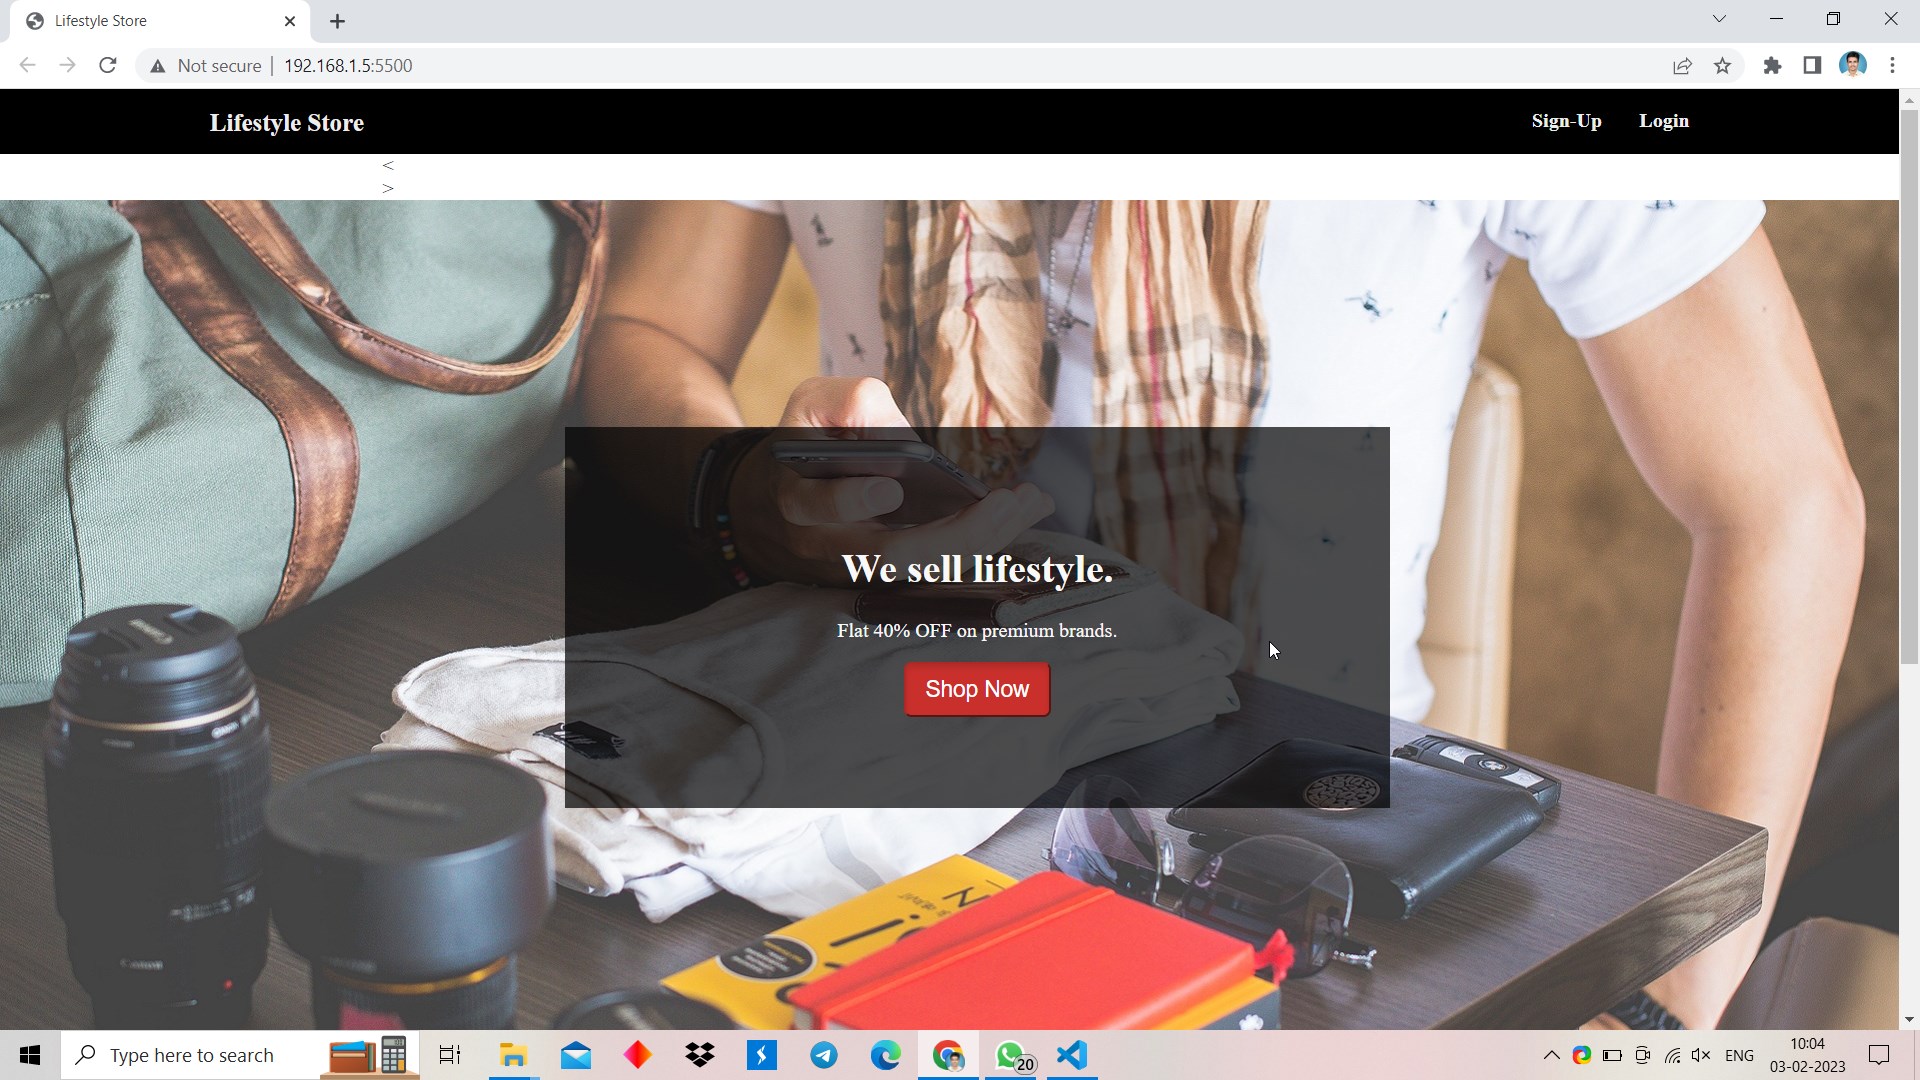 Lifestyle Store
Not secure
192.168.1.5:5500
Lifestyle Store
Sign-Up
Login
<
>
We sell lifestyle.
Flat 40% OFF on premium brands.
Shop Now
Canon
Type here to search
20
ENG
10:04
03-02-2023